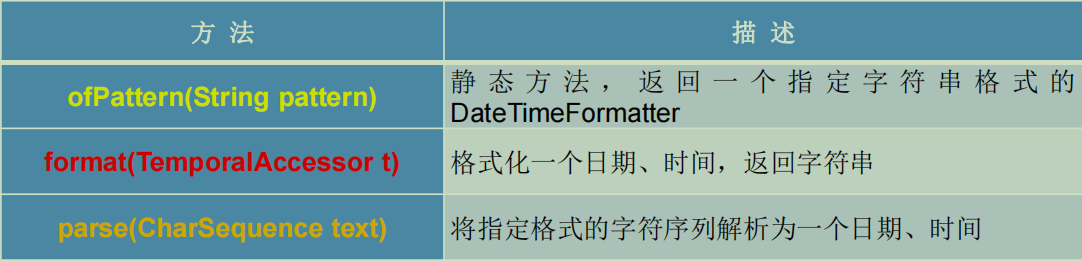 方 法
描 述
ofPattern(String pattern)
静态方法，返回一个指定字符串格式的
DateTimeFormatter
format(TemporalAccessor t)
格式化一个日期、时间，返回字符串
parse(CharSequence text)
将指定格式的字符序列解析为一个日期、时间